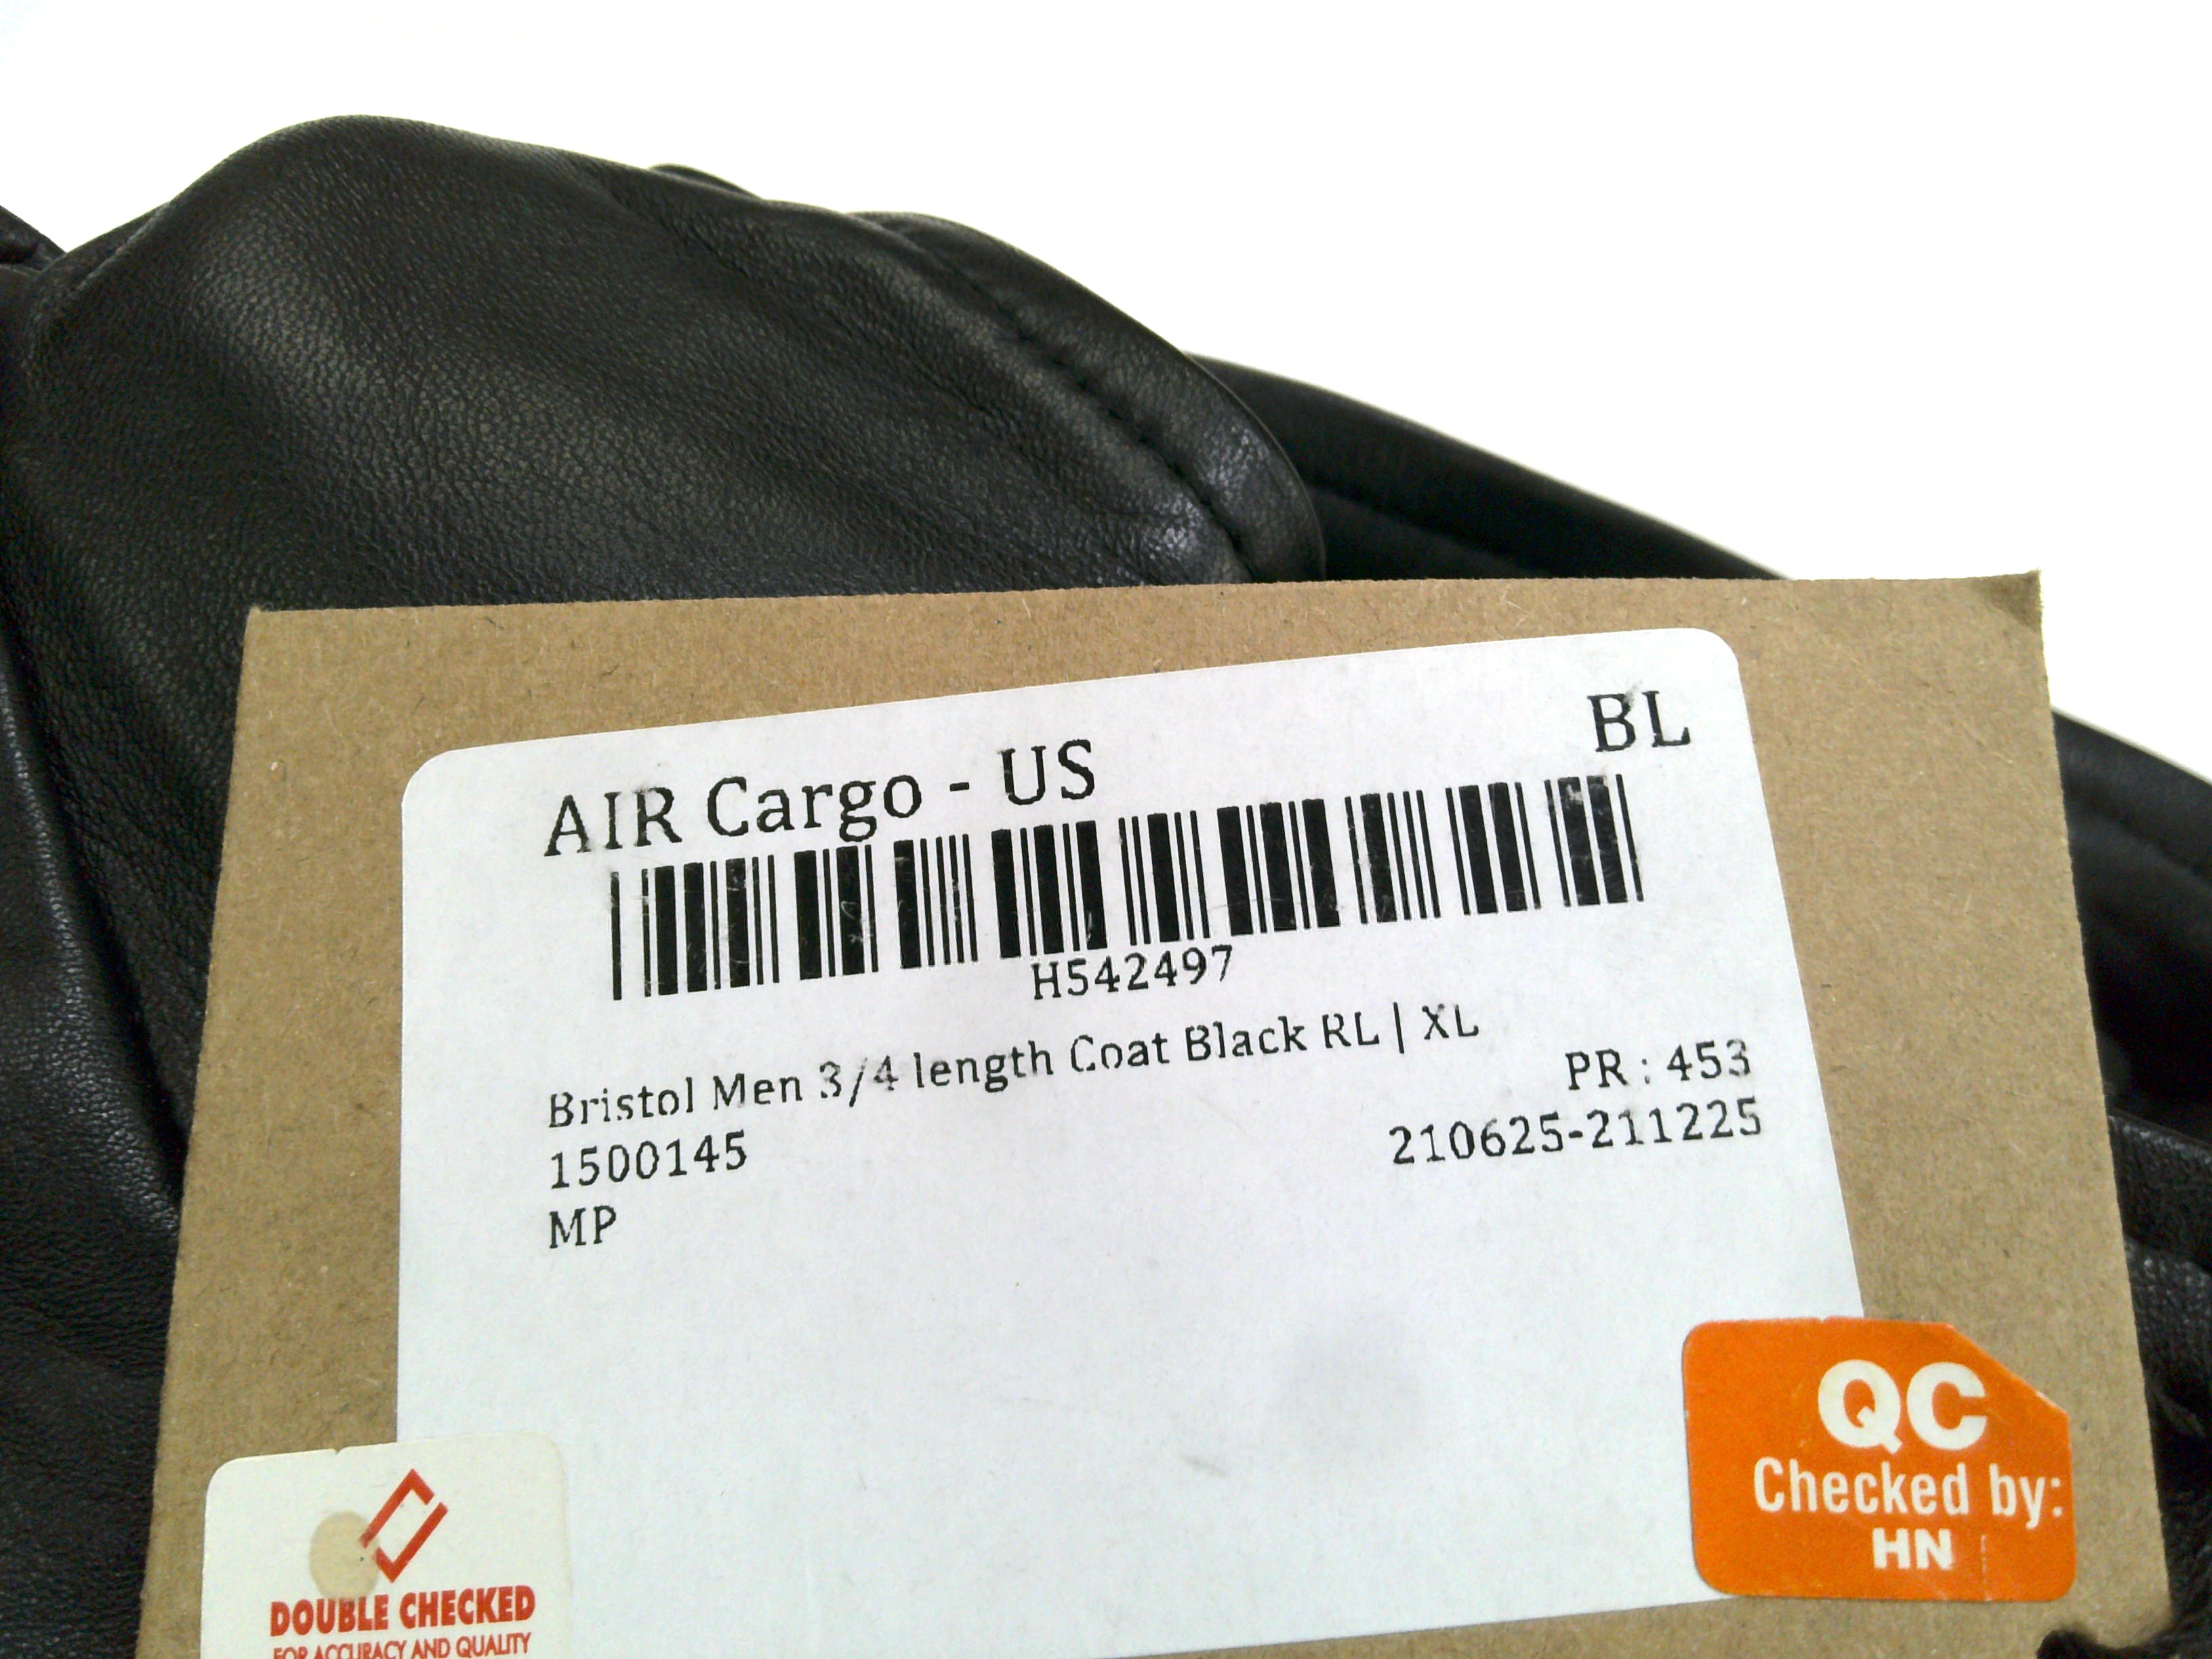 BL
AIR Cargo - US
H542497
Bristol Men 3/4 length Coat Black RL | XL
PR : 453
1500145
210625-211225
MP
QC
Checked by:
HN
DOUBLE CHECKED
FOR ACCURACY AND QUALITY